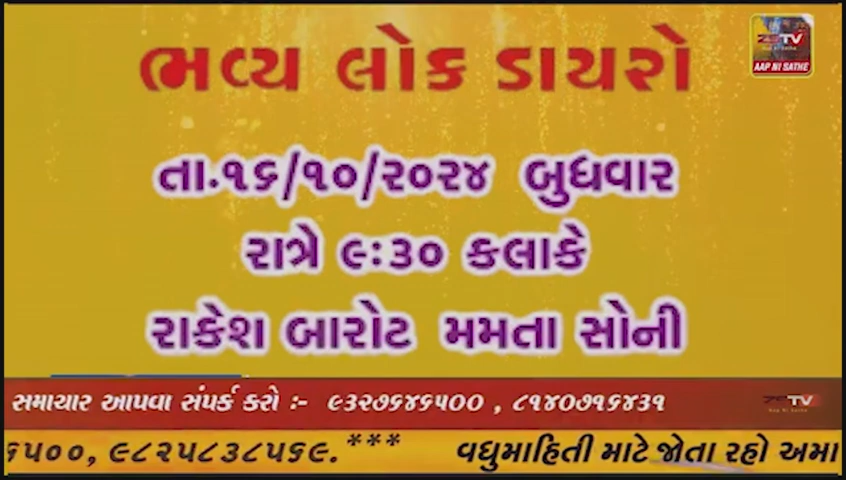 ભવ્ય લોક ડાયરો
તા.૧૬/૧૦/૨૦૨૪ બુધવાર
રાત્રે ૯:૩૦ કલાકે
રાકેશ બારોટ મમતા સોની
સમાચાર આપવા સંપર્ક કરો :- ૯૩૨૭૬૪૬૫૦૦ , ૮૧૪૦૭૧૬૪૩૧
૬૫૦૦, ૯૮૨૫૮૩૮૫૬૯.*** વધુમાહિતી માટે જોતા રહો અમા
TV
AAP NI SATHE
TV